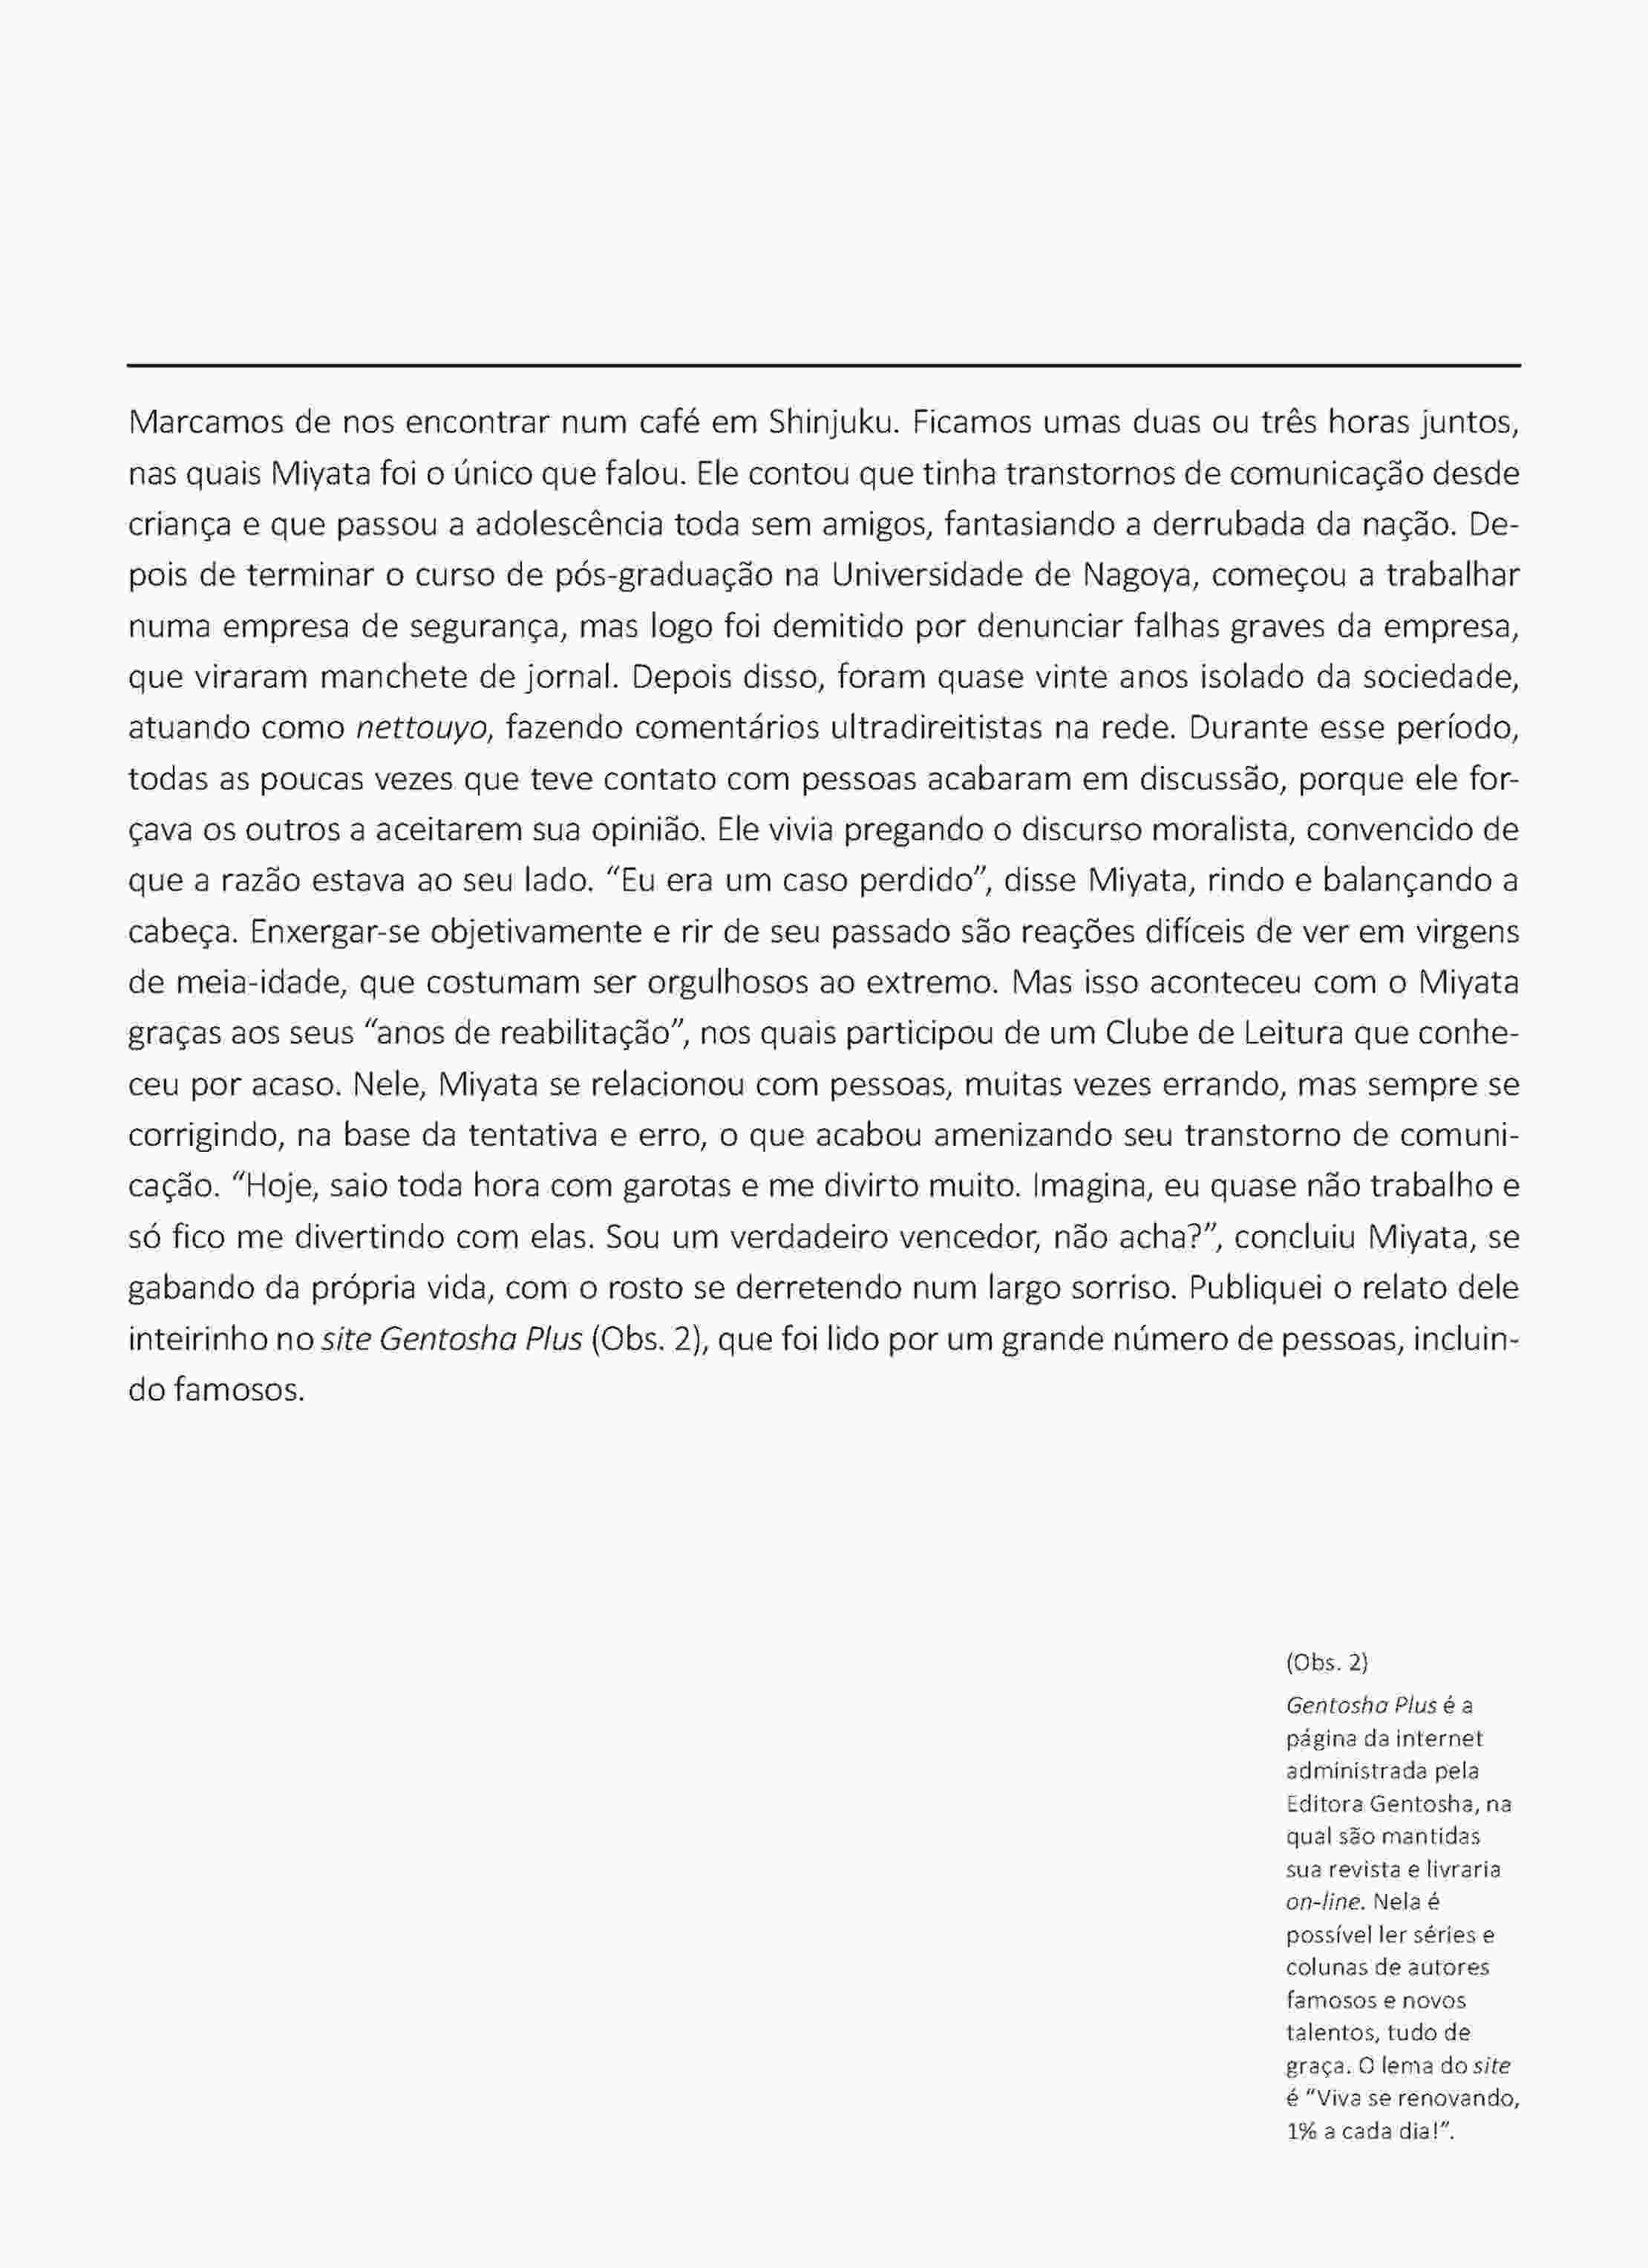 Marcamos de nos encontrar num café em Shinjuku. Ficamos umas duas ou três horas juntos,
nas quais Miyata foi o único que falou. Ele contou que tinha transtornos de comunicação desde
criança e que passou a adolescência toda sem amigos, fantasiando a derrubada da nação. De-
pois de terminar o curso de pós-graduação na Universidade de Nagoya, começou a trabalhar
numa empresa de segurança, mas logo foi demitido por denunciar falhas graves da empresa,
que viraram manchete de jornal. Depois disso, foram quase vinte anos isolado da sociedade,
atuando como nettouyo, fazendo comentários ultradireitistas na rede. Durante esse período,
todas as poucas vezes que teve contato com pessoas acabaram em discussão, porque ele for-
çava os outros a aceitarem sua opinião. Ele vivia pregando o discurso moralista, convencido de
que a razão estava ao seu lado. “Eu era um caso perdido”, disse Miyata, rindo e balançando a
cabeça. Enxergar-se objetivamente e rir de seu passado são reações difíceis de ver em virgens
de meia-idade, que costumam ser orgulhosos ao extremo. Mas isso aconteceu com o Miyata
graças aos seus “anos de reabilitação”, nos quais participou de um Clube de Leitura que conhe-
ceu por acaso. Nele, Miyata se relacionou com pessoas, muitas vezes errando, mas sempre se
corrigindo, na base da tentativa e erro, o que acabou amenizando seu transtorno de comuni-
cação. “Hoje, saio toda hora com garotas e me divirto muito. Imagina, eu quase não trabalho e
só fico me divertindo com elas. Sou um verdadeiro vencedor, não acha?”, concluiu Miyata, se
gabando da própria vida, com o rosto se derretendo num largo sorriso. Publiquei o relato dele
inteirinho no site Gentosha Plus (Obs. 2), que foi lido por um grande número de pessoas, incluin-
do famosos.
(Obs. 2)
Gentosha Plus é a
página da internet
administrada pela
Editora Gentosha, na
qual são mantidas
sua revista e livraria
on-line. Nela é
possível ler séries e
colunas de autores
famosos e novos
talentos, tudo de
graça. O lema do site
é “Viva se renovando,
1% a cada dia!”.